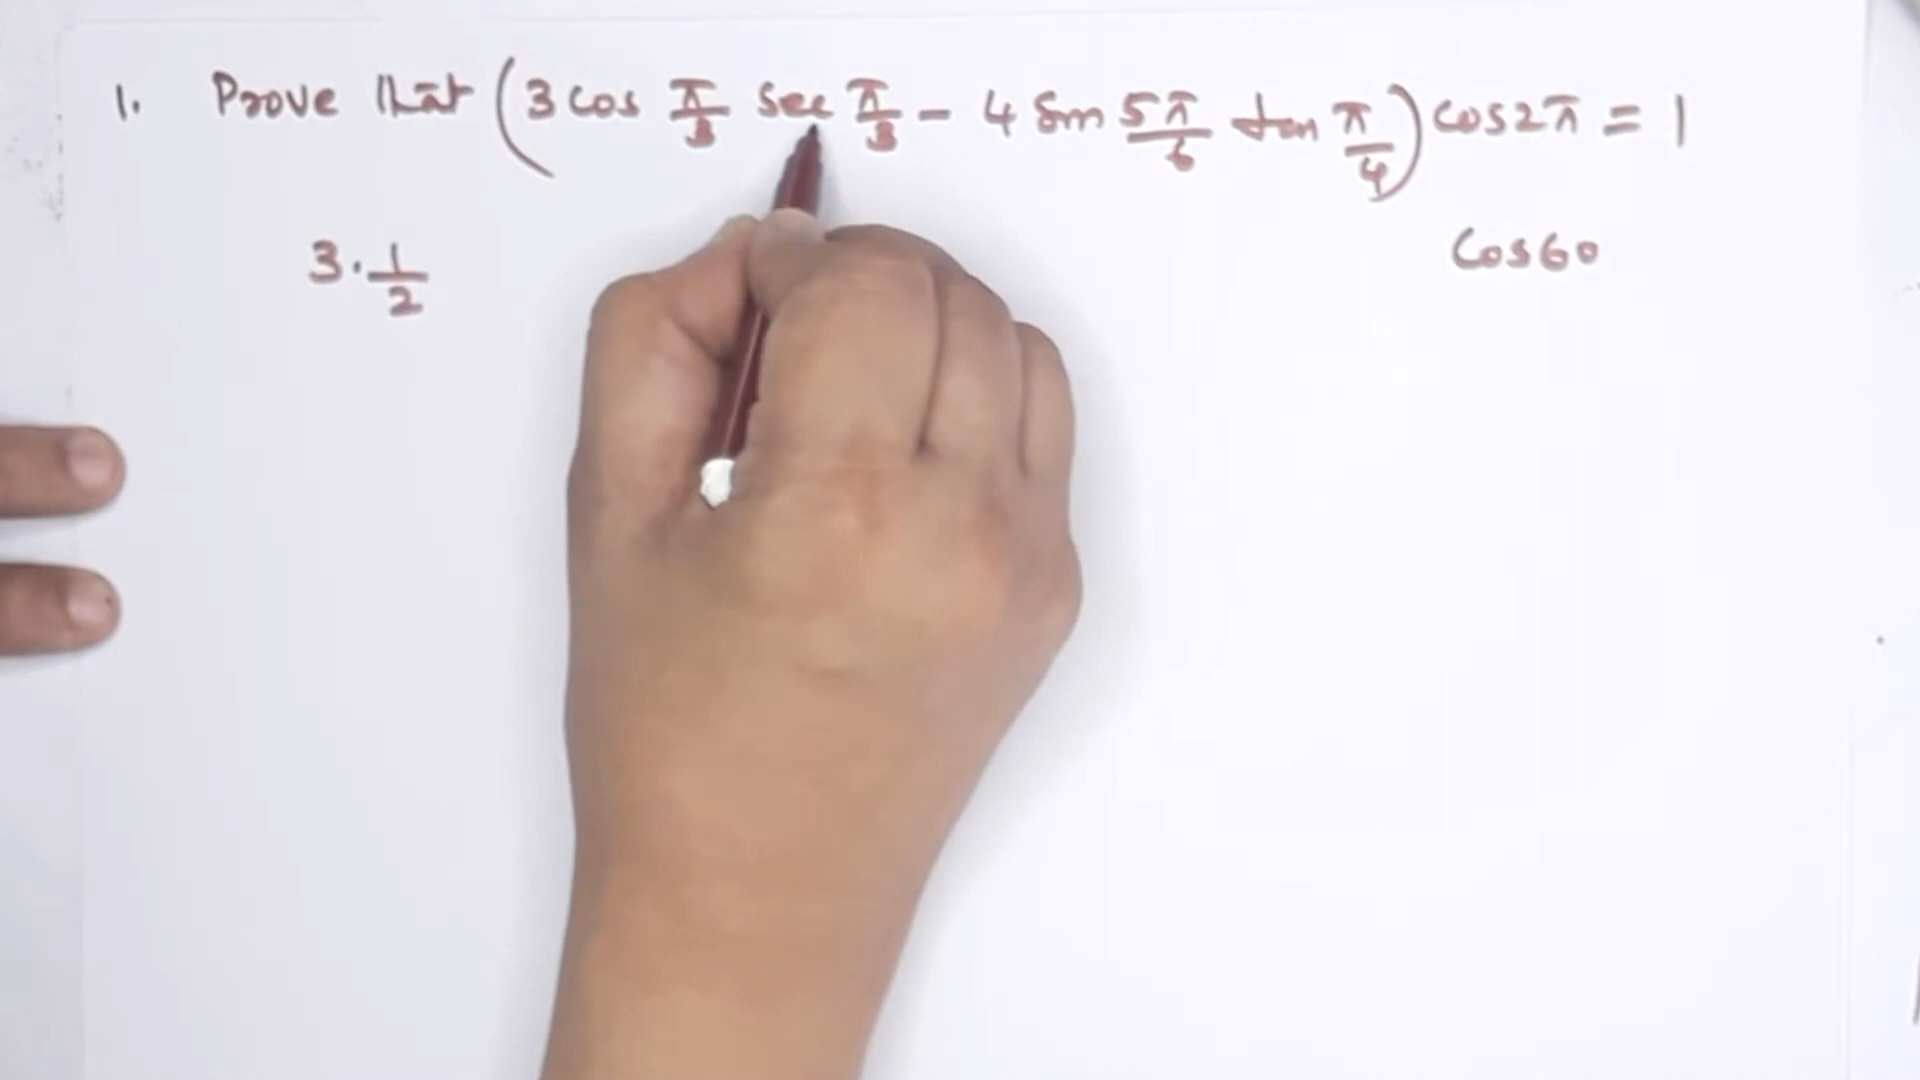 1. Prove that (3 cos π/3 sec π/3 - 4 sin 5π/6 tan π/4) cos 2π = 1
3 · 1/2
cos 60